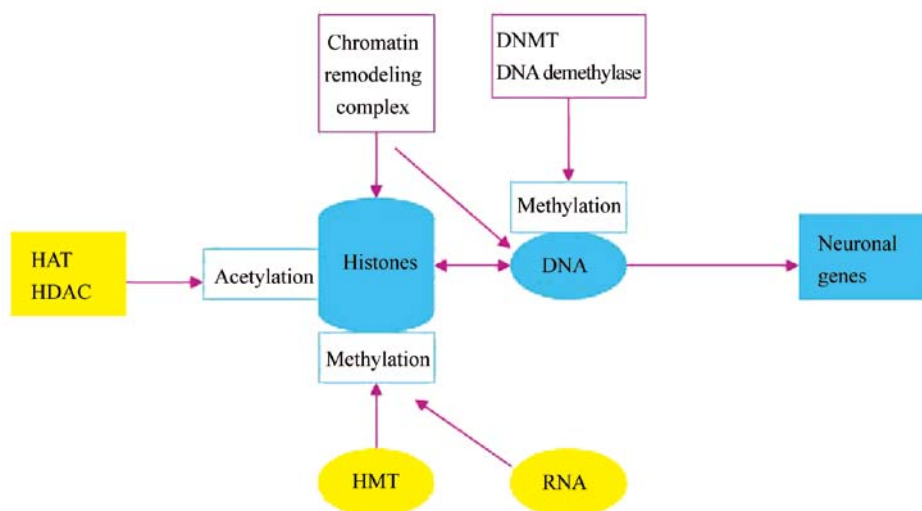 Chromatin
remodeling
complex
DNMT
DNA demethylase
Methylation
HAT
HDAC
Acetylation
Histones
DNA
Neuronal
genes
Methylation
HMT
RNA